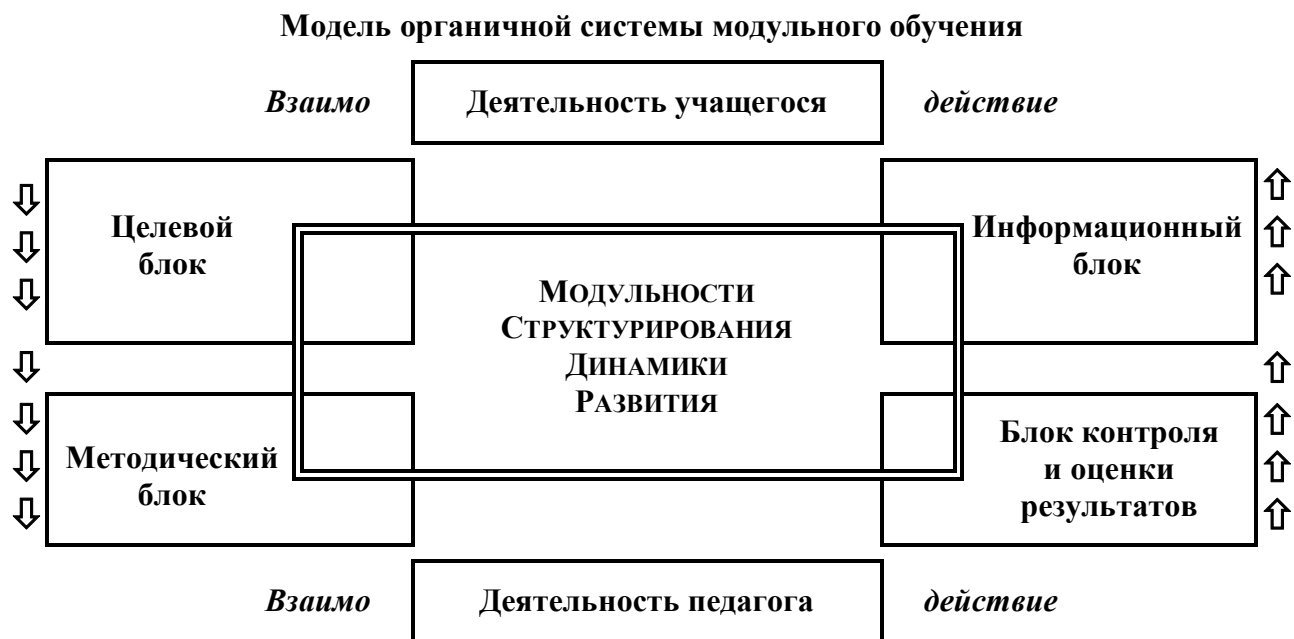 Модель органичной системы модульного обучения
Взаимо Деятельность учащегося действие
Целевой
блок
Информационный
блок
МОДУЛЬНОСТИ
СТРУКТУРИРОВАНИЯ
ДИНАМИКИ
РАЗВИТИЯ
Методический
блок
Блок контроля
и оценки
результатов
Взаимо Деятельность педагога действие